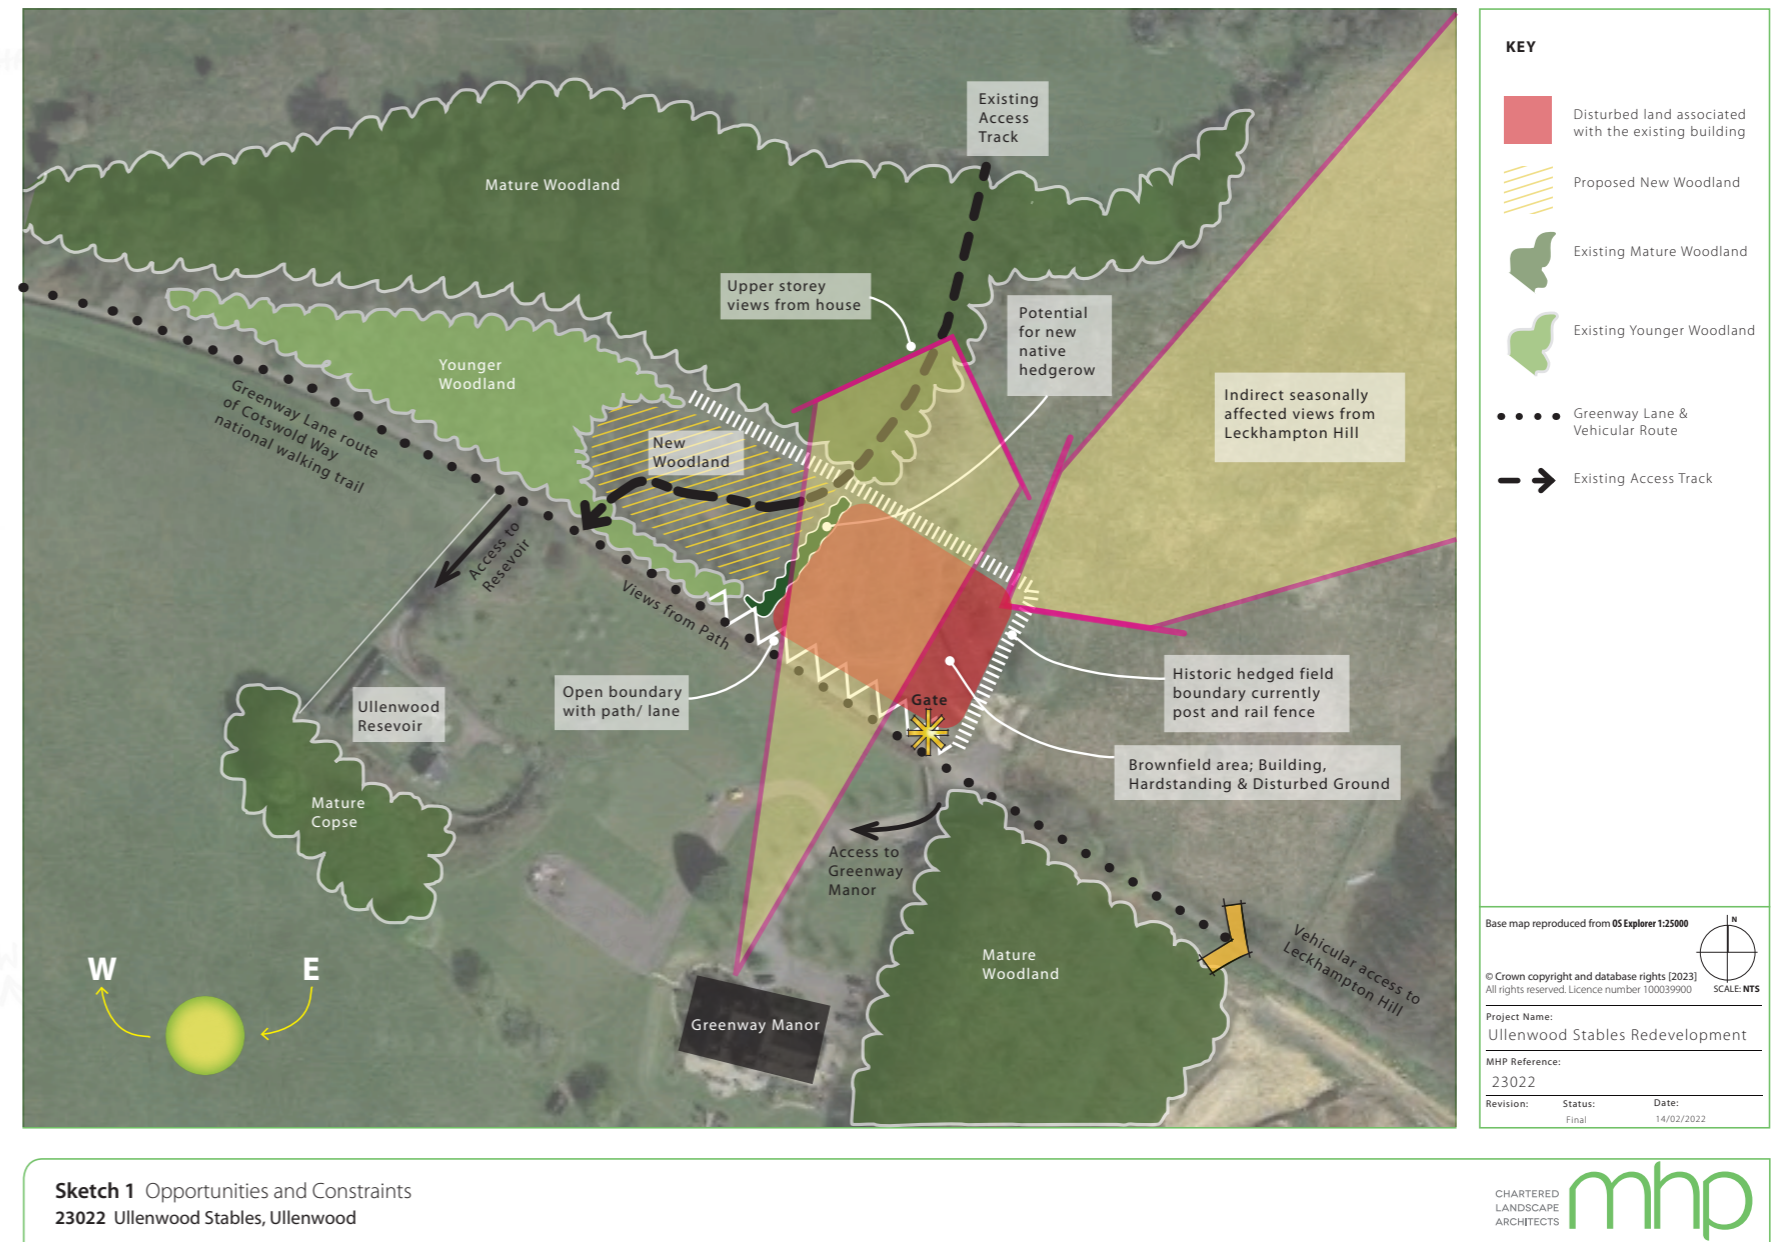 Existing
Access
Track
Mature Woodland
Upper storey
views from house
Potential
for new
native
hedgerow
Younger
Woodland
Greenway Lane route
of Cotswold Way
national walking trail
New
Woodland
Indirect seasonally
affected views from
Leckhampton Hill
Access to
Resevoir
Views from Path
Open boundary
with path/ lane
Ullenwood
Resevoir
Gate
Historic hedged field
boundary currently
post and rail fence
Brownfield area; Building,
Hardstanding & Disturbed Ground
Mature
Copse
Access to
Greenway
Manor
Mature
Woodland
Vehicular access to
Leckhampton Hill
W
E
Greenway Manor
KEY
Disturbed land associated
with the existing building
Proposed New Woodland
Existing Mature Woodland
Existing Younger Woodland
Greenway Lane &
Vehicular Route
Existing Access Track
Base map reproduced from OS Explorer 1:25000
N
© Crown copyright and database rights [2023]
All rights reserved. Licence number 100039900
SCALE: NTS
Project Name:
Ullenwood Stables Redevelopment
MHP Reference:
23022
Revision: Status: Date:
Final 14/02/2022
Sketch 1 Opportunities and Constraints
23022 Ullenwood Stables, Ullenwood
CHARTERED
LANDSCAPE
ARCHITECTS
mhp